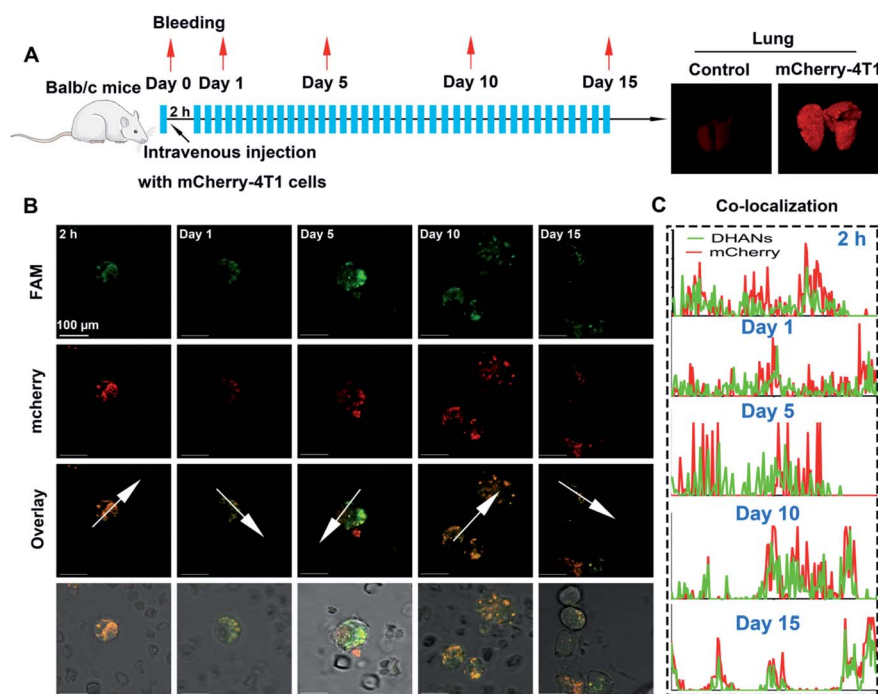 A
Bleeding
Day 0
Day 1
Day 5
Day 10
Day 15
Balb/c mice
2 h
Intravenous injection
with mCherry-4T1 cells
Lung
Control
mCherry-4T1
B
2 h
Day 1
Day 5
Day 10
Day 15
FAM
100 μm
mcherry
Overlay
C
Co-localization
DHANs
mCherry
2 h
Day 1
Day 5
Day 10
Day 15